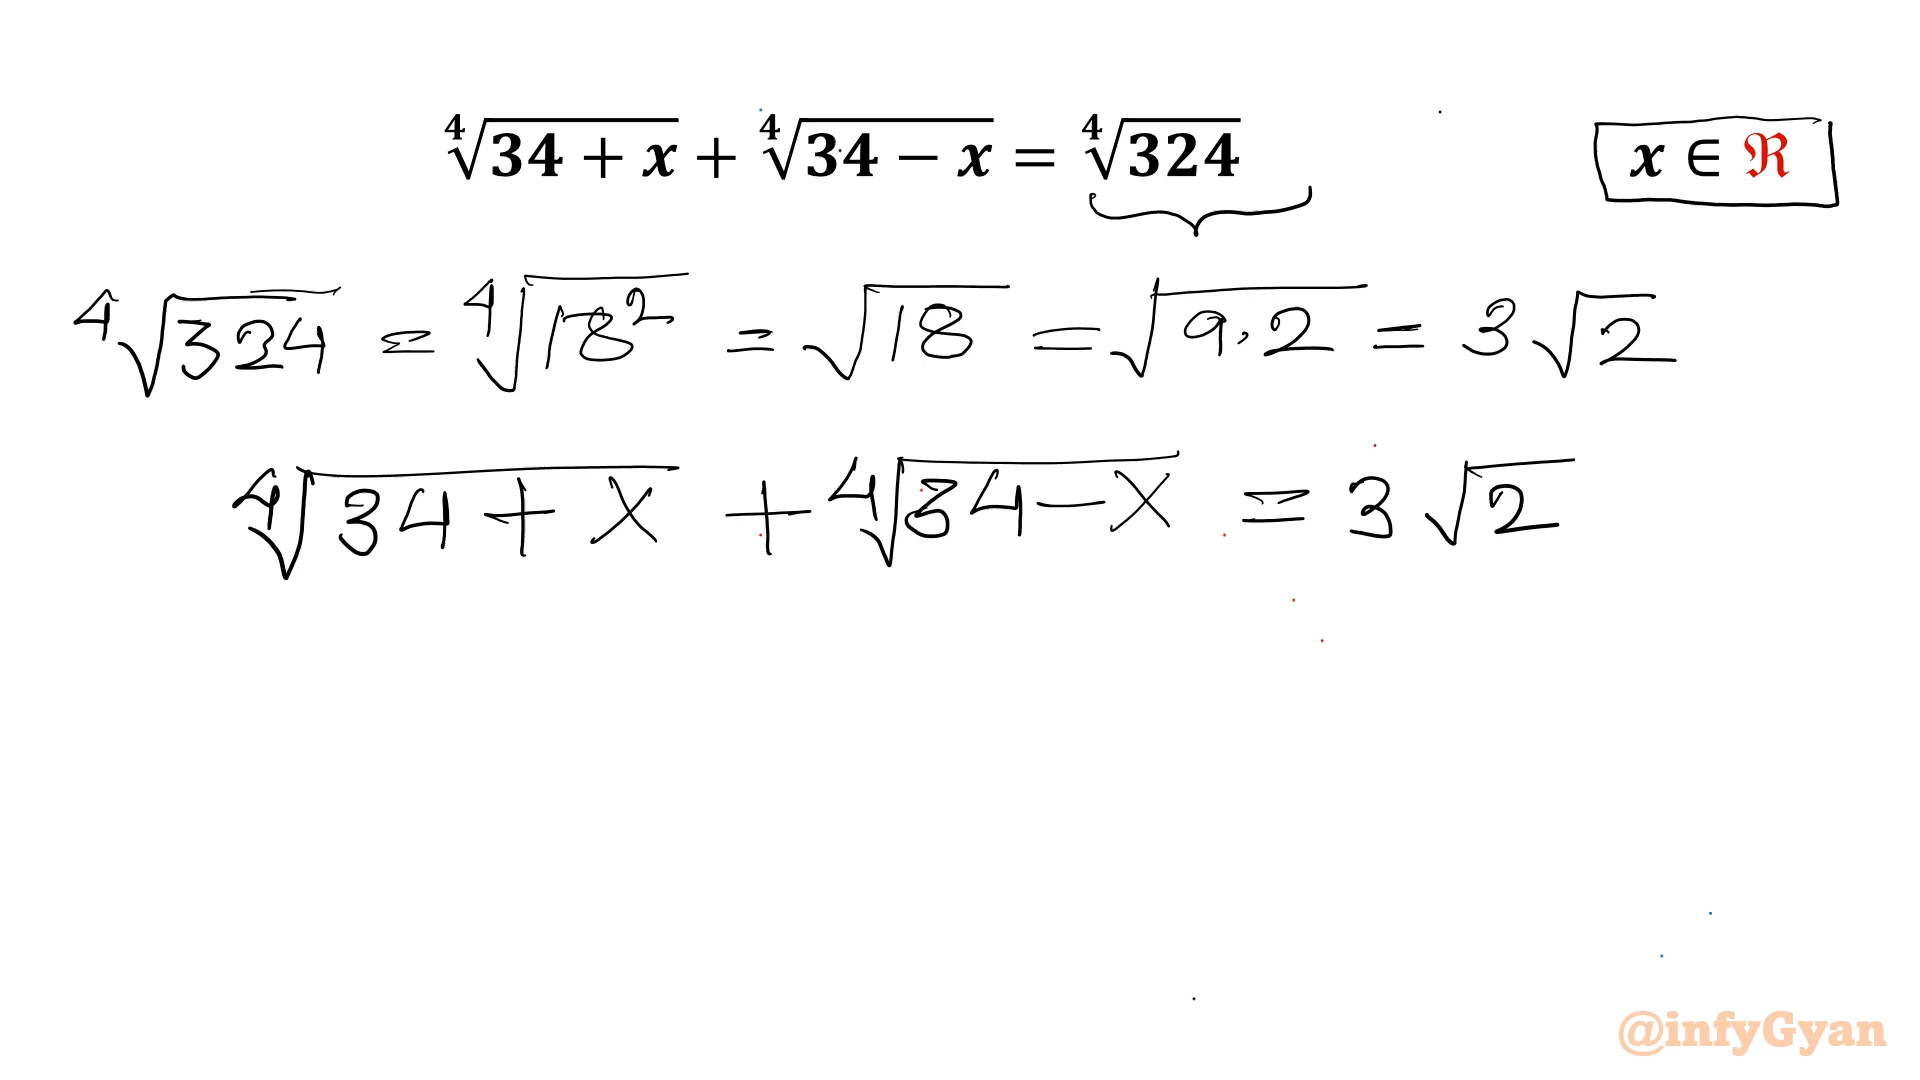 ∜(34 + x) + ∜(34 − x) = ∜324
x ∈ ℜ
∜324 = ∜(18²) = √18 = √(9·2) = 3√2
∜(34 + x) + ∜(34 − x) = 3√2
@infyGyan